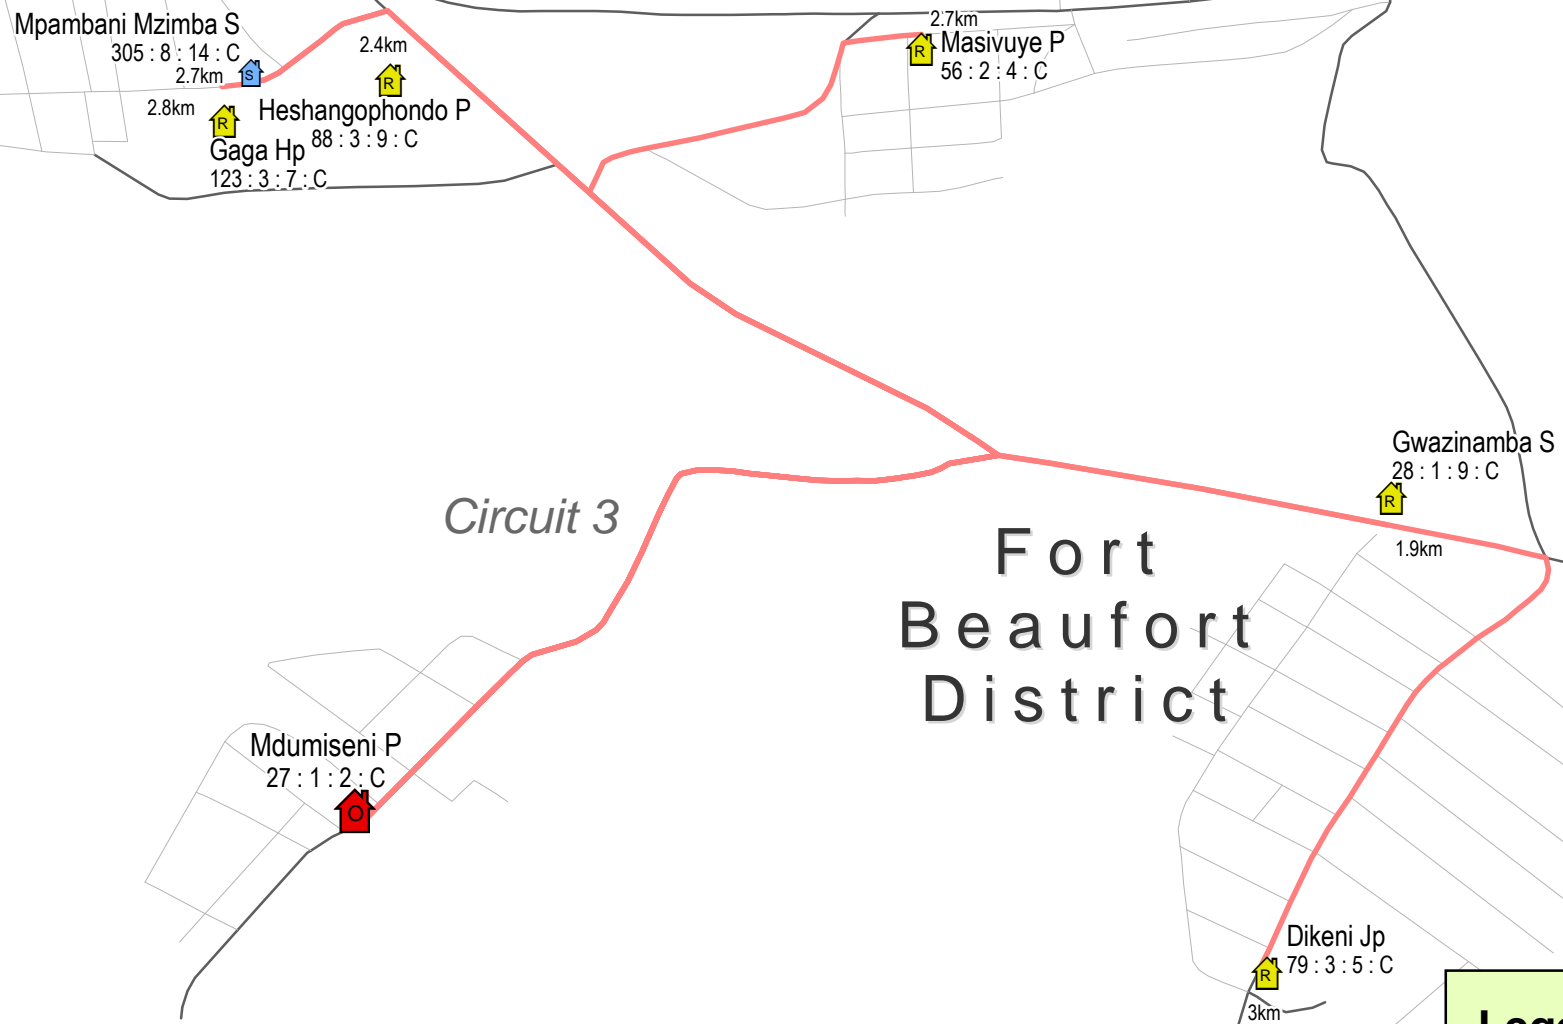 Mpambani Mzimba S
305 : 8 : 14 : C
2.7km
S
2.4km
R
2.8km
R
Heshangophondo P
88 : 3 : 9 : C
Gaga Hp
123 : 3 : 7 : C
2.7km
R
Masivuye P
56 : 2 : 4 : C
Gwazinamba S
28 : 1 : 9 : C
R
1.9km
Circuit 3
Fort
Beaufort
District
Mdumiseni P
27 : 1 : 2 : C
O
Dikeni Jp
79 : 3 : 5 : C
R
3km